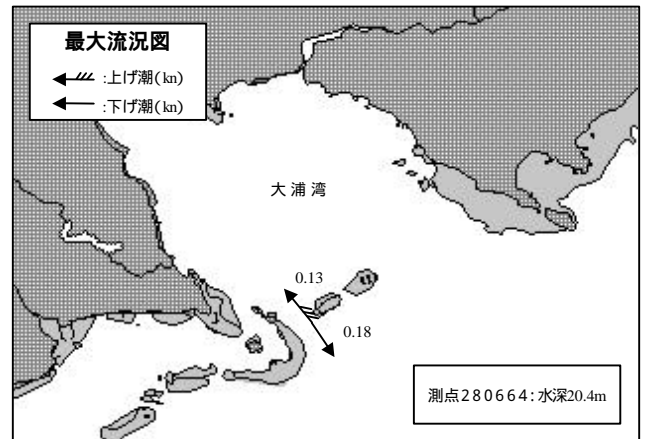 最大流況図
:上げ潮(kn)
:下げ潮(kn)
大浦湾
0.13
0.18
測点280664:水深20.4m